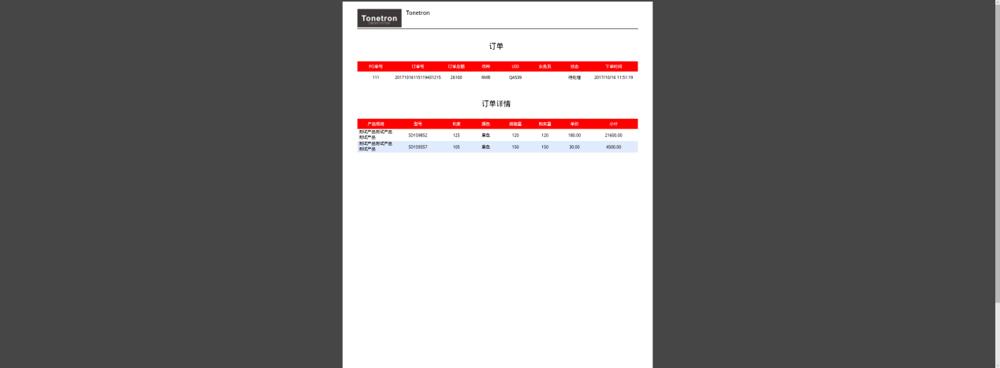 Tonetron
ORDER SYSTEM
Tonetron
订单
PO单号 订单号 订单总额 币种 UID 业务员 状态 下单时间
111 20171016115119431215 26100 RMB QAS39 待处理 2017/10/16 11:51:19
订单详情
产品规格 型号 长度 颜色 装箱量 购买量 单价 小计
测试产品测试产品
测试产品 SD159852 125 黑色 120 120 180.00 21600.00
测试产品测试产品
测试产品 SD159357 105 黑色 150 150 30.00 4500.00